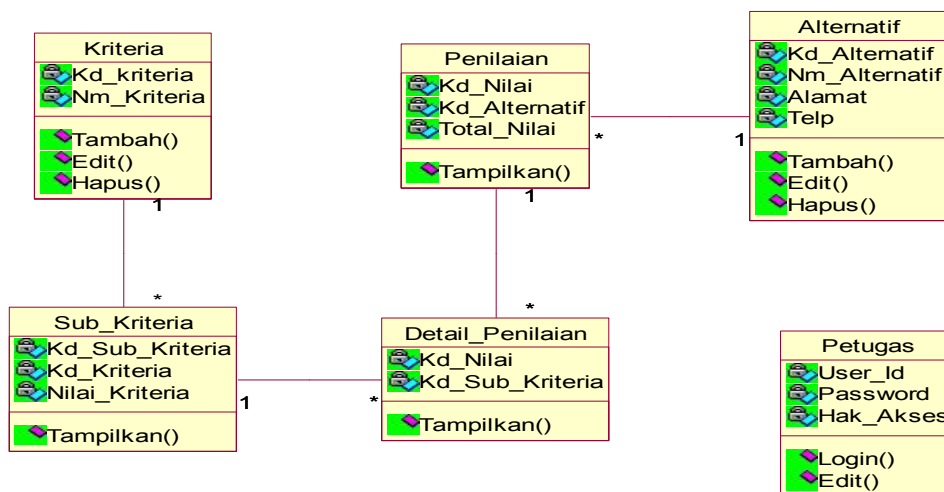 Kriteria
Kd_kriteria
Nm_Kriteria
Tambah()
Edit()
Hapus()
1
*
Penilaian
Kd_Nilai
Kd_Alternatif
Total_Nilai
Tampilkan()
*
1
1
*
Alternatif
Kd_Alternatif
Nm_Alternatif
Alamat
Telp
Tambah()
Edit()
Hapus()
Sub_Kriteria
Kd_Sub_Kriteria
Kd_Kriteria
Nilai_Kriteria
Tampilkan()
1
*
Detail_Penilaian
Kd_Nilai
Kd_Sub_Kriteria
Tampilkan()
Petugas
User_Id
Password
Hak_Akses
Login()
Edit()